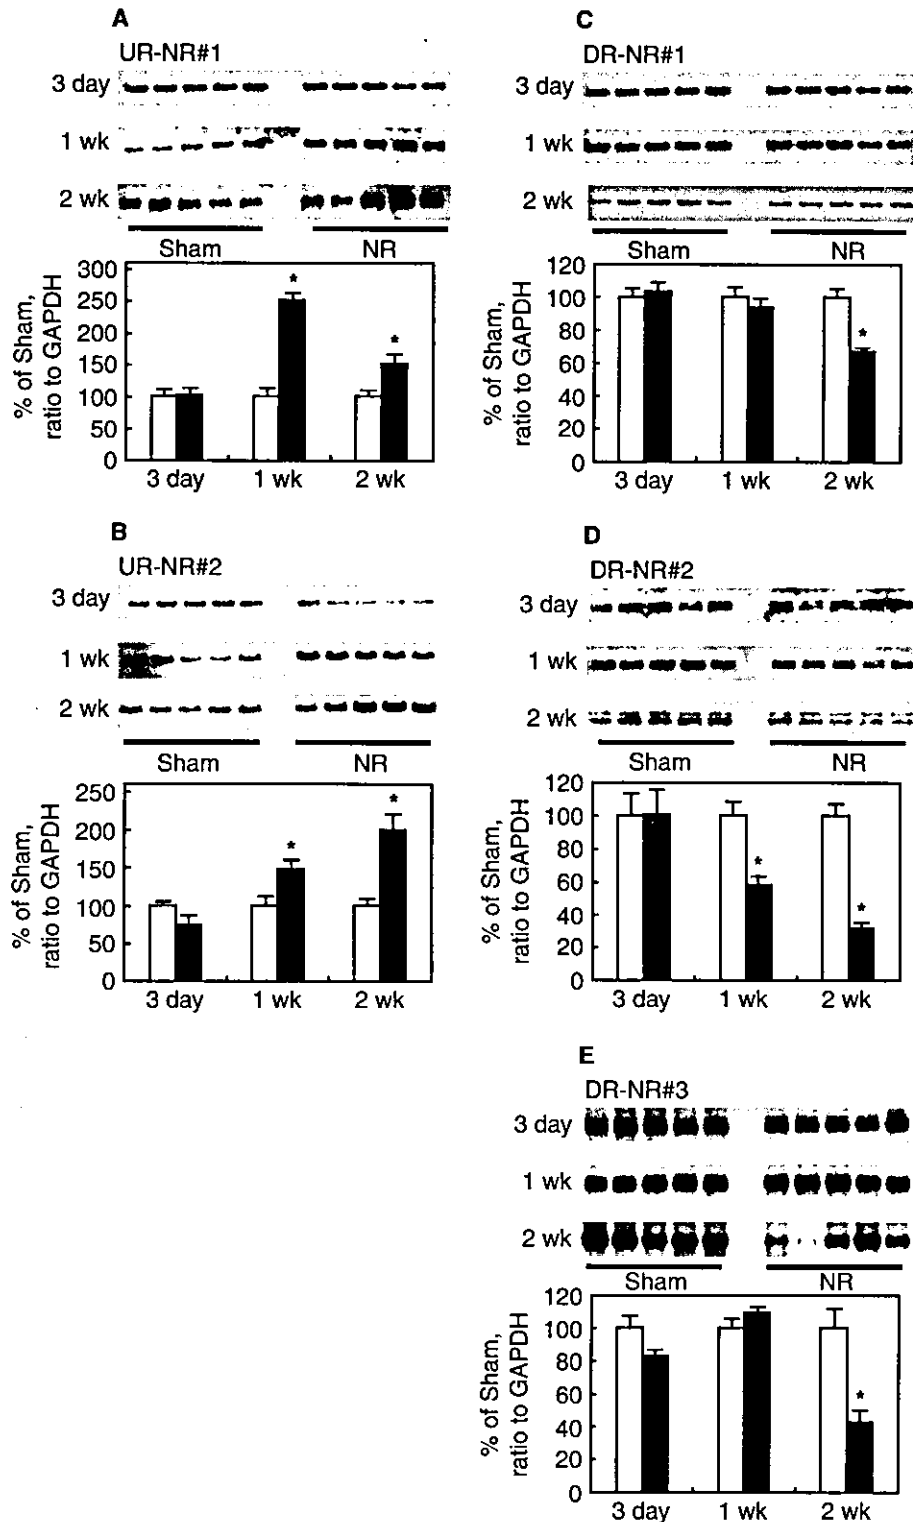 A
UR-NR#1
3 day
1 wk
2 wk
Sham NR
% of Sham,
ratio to GAPDH
300
250
200
150
100
50
0
*
*
3 day 1 wk 2 wk
B
UR-NR#2
3 day
1 wk
2 wk
Sham NR
% of Sham,
ratio to GAPDH
250
200
150
100
50
0
*
*
3 day 1 wk 2 wk
C
DR-NR#1
3 day
1 wk
2 wk
Sham NR
% of Sham,
ratio to GAPDH
120
100
80
60
40
20
0
*
3 day 1 wk 2 wk
D
DR-NR#2
3 day
1 wk
2 wk
Sham NR
% of Sham,
ratio to GAPDH
120
100
80
60
40
20
0
*
*
3 day 1 wk 2 wk
E
DR-NR#3
3 day
1 wk
2 wk
Sham NR
% of Sham,
ratio to GAPDH
120
100
80
60
40
20
0
*
3 day 1 wk 2 wk